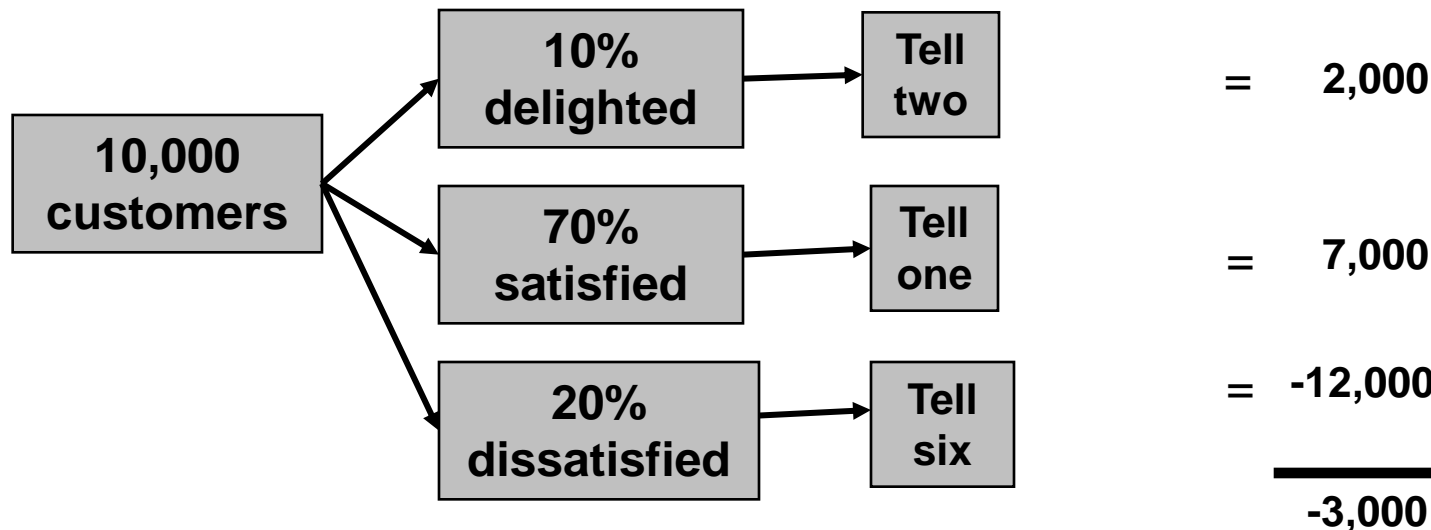 10,000
customers
10%
delighted
Tell
two
= 2,000
70%
satisfied
Tell
one
= 7,000
20%
dissatisfied
Tell
six
= -12,000
-3,000